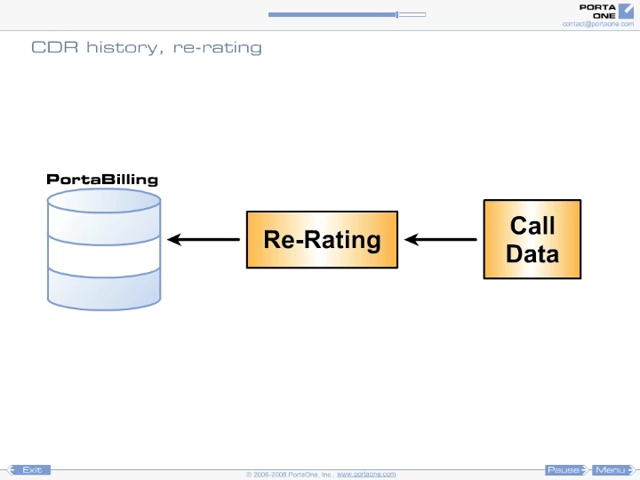 PORTA
ONE
contact@portaone.com
CDR history, re-rating
PortaBilling
Re-Rating
Call
Data
Exit
© 2006-2008 PortaOne, Inc., www.portaone.com
Pause
Menu